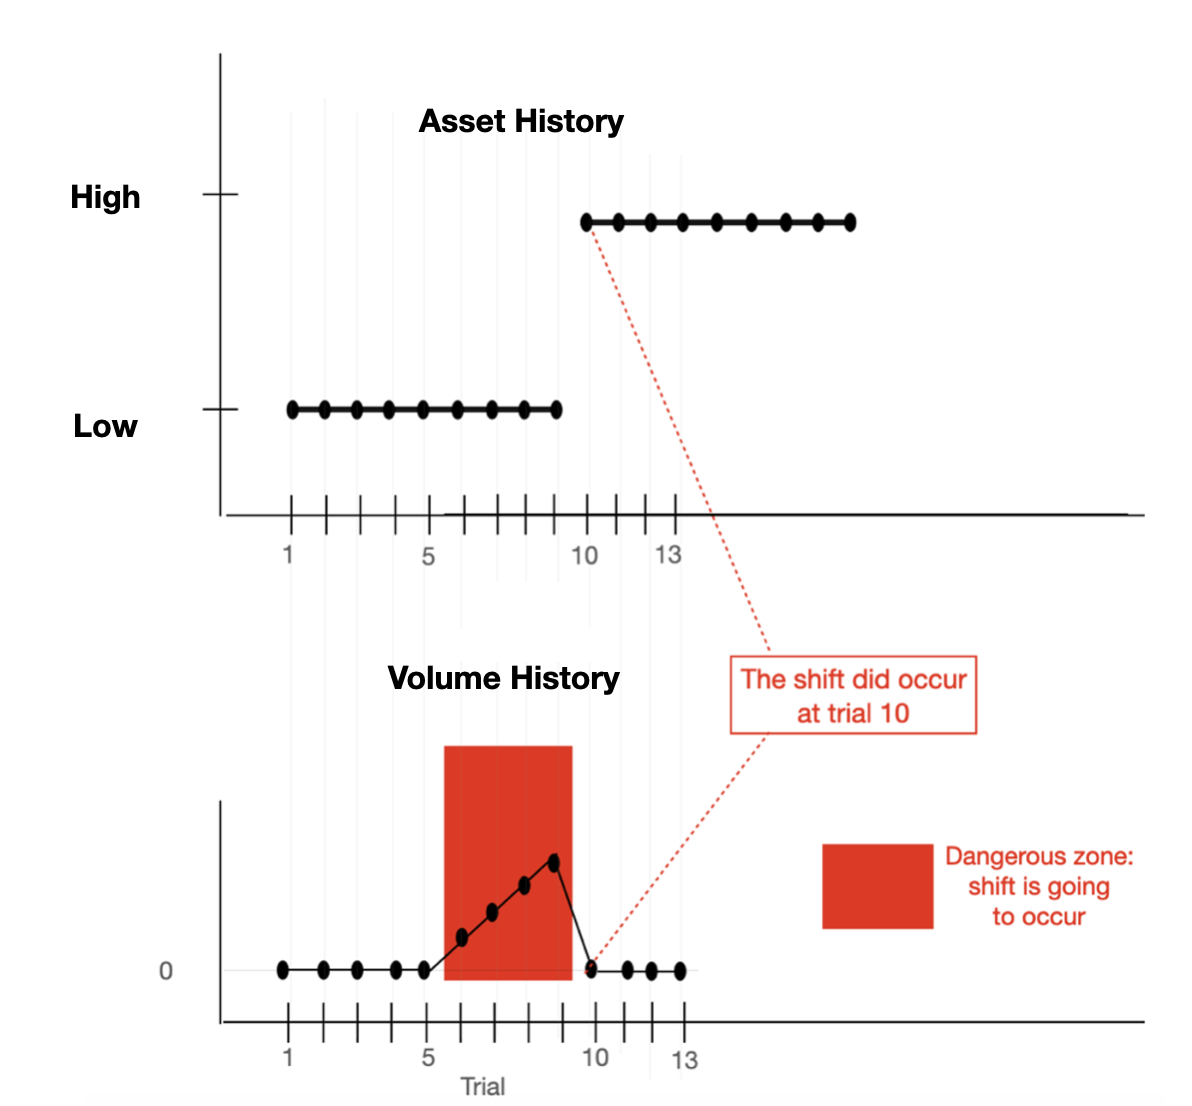 Asset History
High
Low
1 5 10 13
Volume History
The shift did occur
at trial 10
Dangerous zone:
shift is going
to occur
0
1 5 10 13
Trial